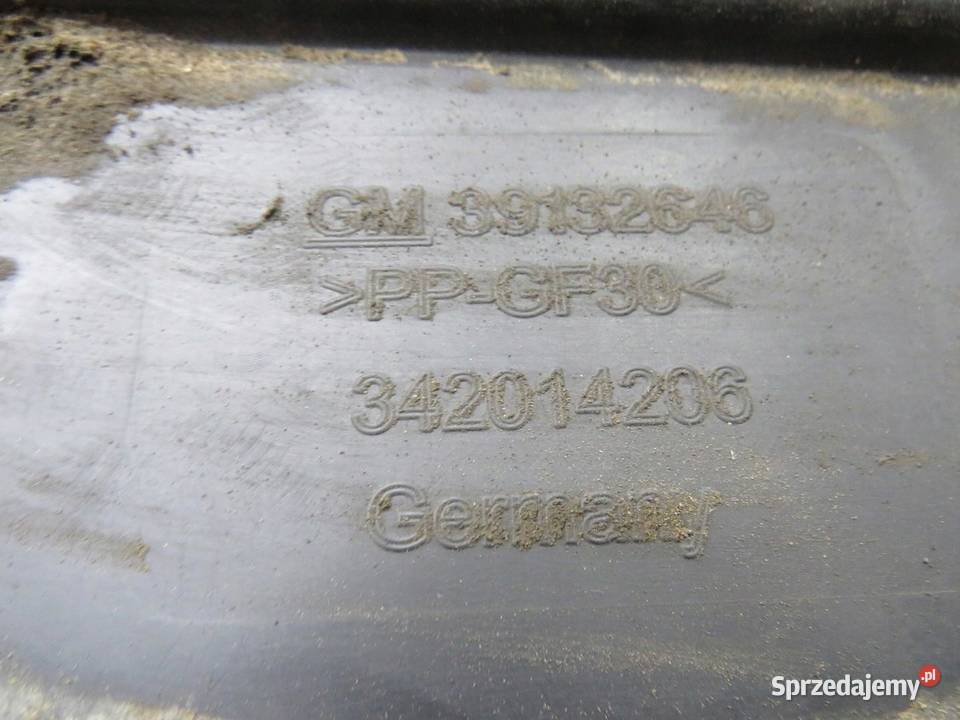 GM 39132646
>PP-GF30<
342014206
Germany
Sprzedajemy.pl